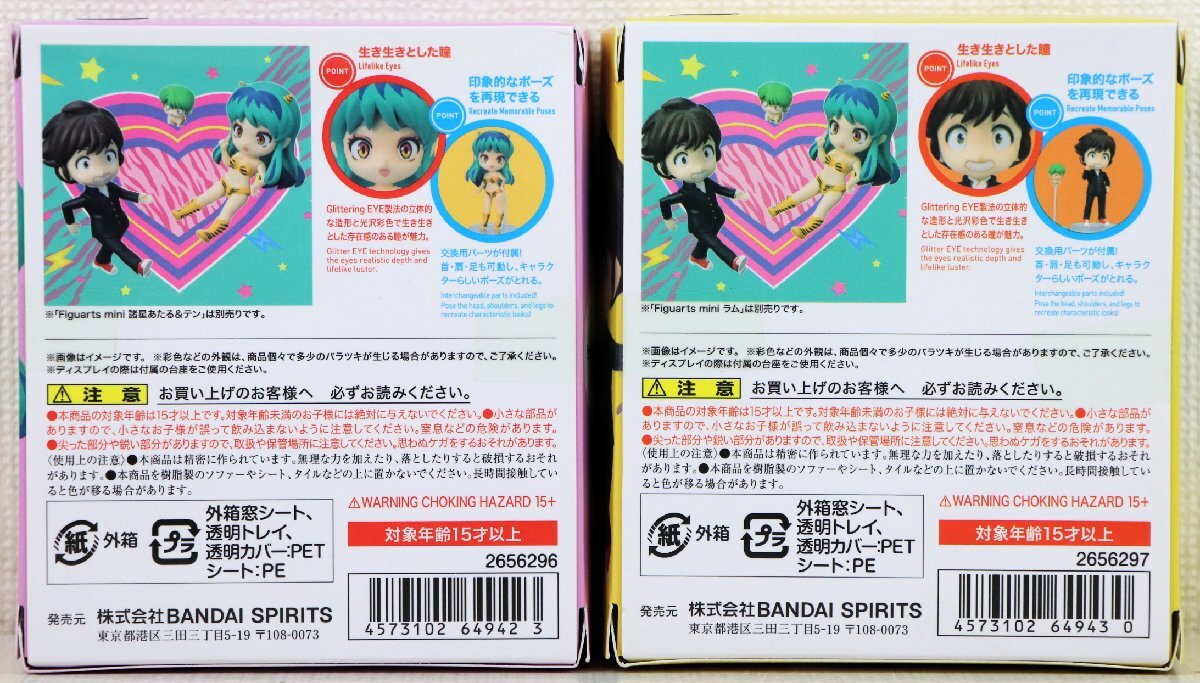 POINT
生き生きとした瞳
Lifelike Eyes
POINT
印象的なポーズ
を再現できる
Recreate Memorable Poses
Glittering EYE製法の立体的
な造形と光沢彩色で生き生き
とした存在感のある瞳が魅力。
Glitter EYE technology gives
the eyes realistic depth and
lifelike luster.
交換用パーツが付属!
首・肩・足も可動し、キャラク
ターらしいポーズがとれる。
Interchangeable parts included!
Pose the head, shoulders, and legs to
recreate characteristic looks!
※「Figuarts mini 諸星あたる&テン」は別売りです。
※画像はイメージです。 ※彩色などの外観は、商品個々で多少のバラツキが生じる場合がありますので、ご了承ください。
※ディスプレイの際は付属の台座をご使用ください。
注意 お買い上げのお客様へ 必ずお読みください。
●本商品の対象年齢は15才以上です。対象年齢未満のお子様には絶対に与えないでください。●小さな部品が
ありますので、小さなお子様が誤って飲み込まないように注意してください。窒息などの危険があります。
●尖った部分や鋭い部分がありますので、取扱や保管場所に注意してください。思わぬケガをするおそれがあります。
〈使用上の注意〉●本商品は精密に作られています。無理な力を加えたり、落としたりすると破損するおそれ
があります。●本商品を樹脂製のソファーやシート、タイルなどの上に置かないでください。長時間接触してい
ると色が移る場合があります。
⚠WARNING CHOKING HAZARD 15+
紙 外箱
プラ
外箱窓シート、
透明トレイ、
透明カバー:PET
シート:PE
対象年齢15才以上
2656296
4573102 64942 3
発売元 株式会社BANDAI SPIRITS
東京都港区三田三丁目5-19 〒108-0073
POINT
生き生きとした瞳
Lifelike Eyes
POINT
印象的なポーズ
を再現できる
Recreate Memorable Poses
Glittering EYE製法の立体的
な造形と光沢彩色で生き生き
とした存在感のある瞳が魅力。
Glitter EYE technology gives
the eyes realistic depth and
lifelike luster.
交換用パーツが付属!
首・肩・足も可動し、キャラク
ターらしいポーズがとれる。
Interchangeable parts included!
Pose the head, shoulders, and legs to
recreate characteristic looks!
※「Figuarts mini ラム」は別売りです。
※画像はイメージです。 ※彩色などの外観は、商品個々で多少のバラツキが生じる場合がありますので、ご了承ください。
※ディスプレイの際は付属の台座をご使用ください。
注意 お買い上げのお客様へ 必ずお読みください。
●本商品の対象年齢は15才以上です。対象年齢未満のお子様には絶対に与えないでください。●小さな部品が
ありますので、小さなお子様が誤って飲み込まないように注意してください。窒息などの危険があります。
●尖った部分や鋭い部分がありますので、取扱や保管場所に注意してください。思わぬケガをするおそれがあります。
〈使用上の注意〉●本商品は精密に作られています。無理な力を加えたり、落としたりすると破損するおそれ
があります。●本商品を樹脂製のソファーやシート、タイルなどの上に置かないでください。長時間接触してい
ると色が移る場合があります。
⚠WARNING CHOKING HAZARD 15+
紙 外箱
プラ
外箱窓シート、
透明トレイ、
透明カバー:PET
シート:PE
対象年齢15才以上
2656297
4573102 64943 0
発売元 株式会社BANDAI SPIRITS
東京都港区三田三丁目5-19 〒108-0073